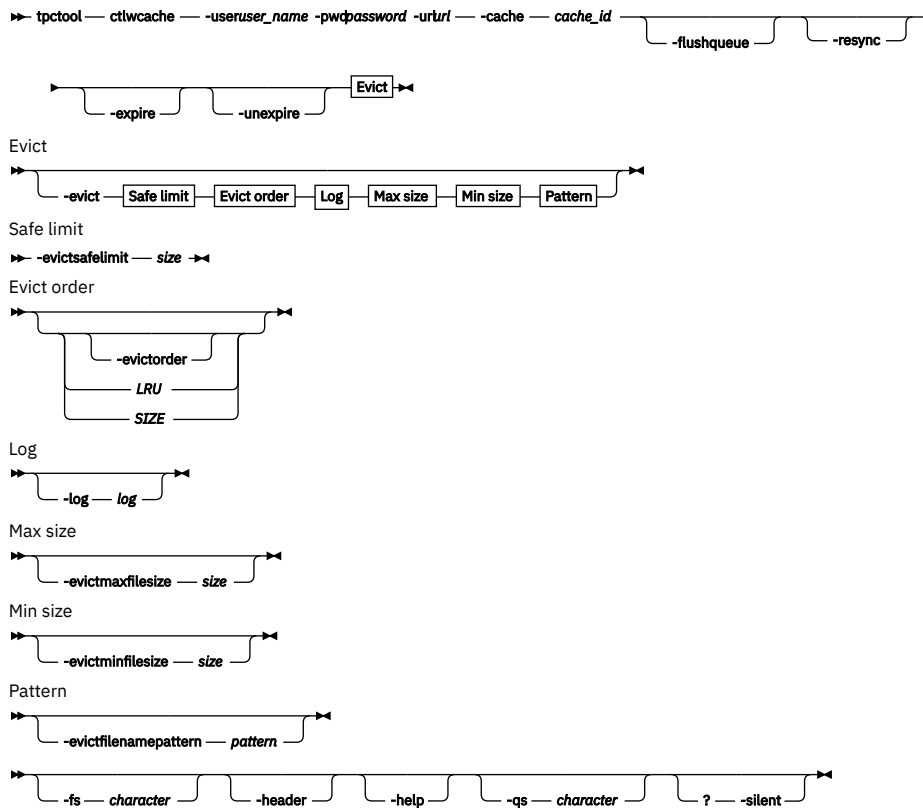 tpctool ctlwcache -useruser_name -pwdpassword -urlurl -cache cache_id
-flushqueue -resync
Evict
-expire -unexpire
Evict
-evict Safe limit Evict order Log Max size Min size Pattern
Safe limit
-evictsafelimit size
Evict order
-evictorder
LRU
SIZE
Log
-log log
Max size
-evictmaxfilesize size
Min size
-evictminfilesize size
Pattern
-evictfilenamepattern pattern
-fs character -header -help -qs character ? -silent